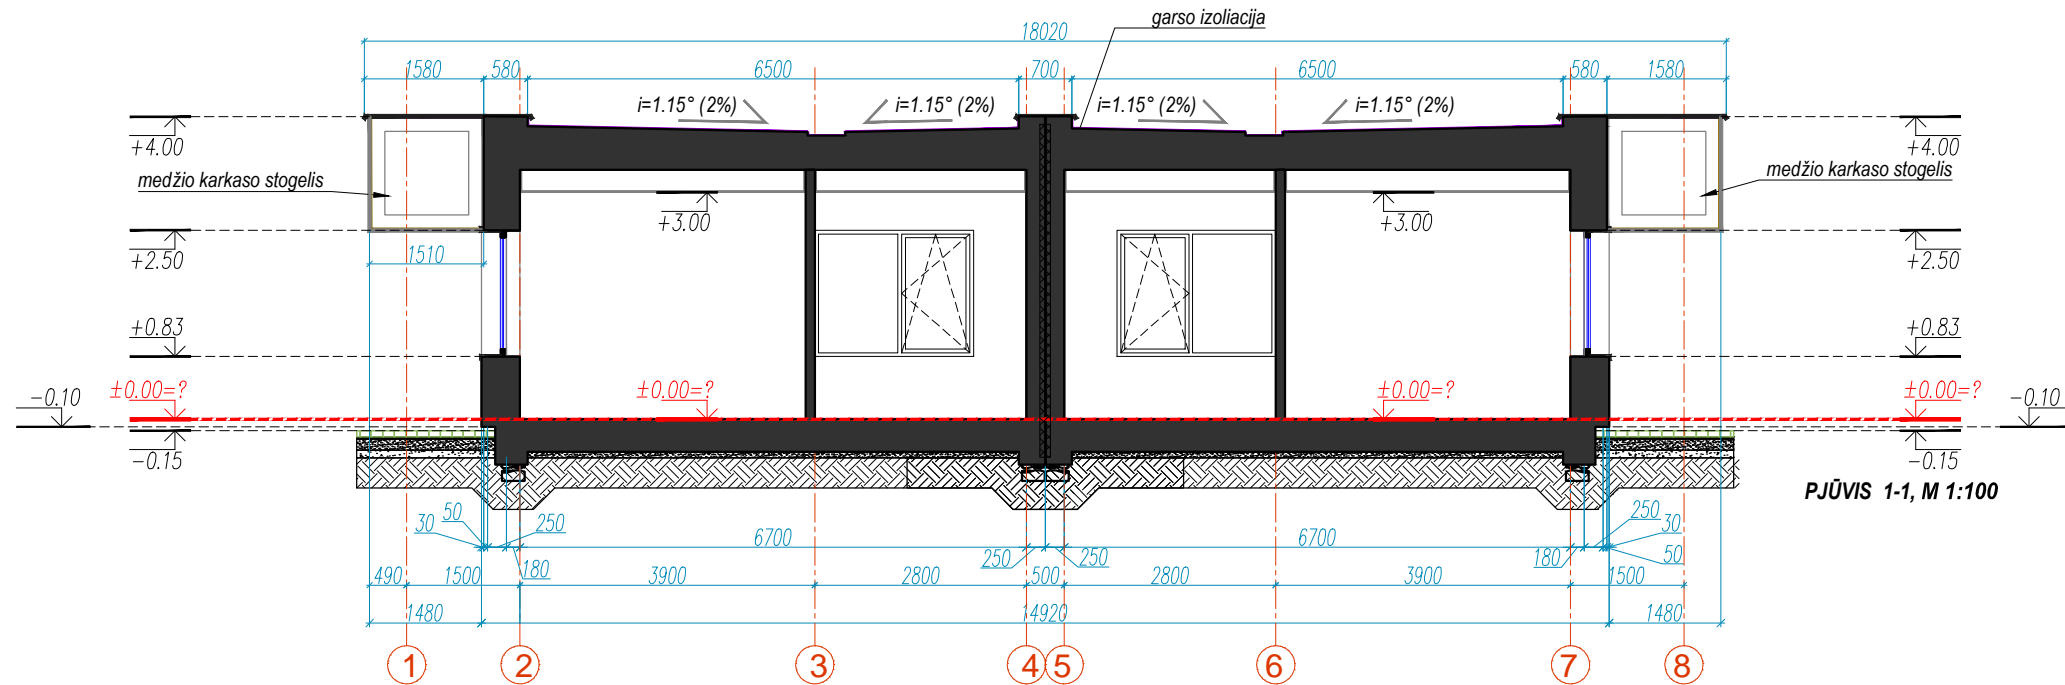 garso izoliacija
18020
1580 580 6500 700 6500 580 1580
i=1.15° (2%) i=1.15° (2%) i=1.15° (2%) i=1.15° (2%)
+4.00 +4.00
medžio karkaso stogelis medžio karkaso stogelis
+3.00 +3.00
+2.50 1510 +2.50
+0.83 +0.83
±0.00=? ±0.00=? ±0.00=? ±0.00=?
-0.10 -0.10
-0.15 -0.15
PJŪVIS 1-1, M 1:100
30 50 250 6700 250 250 6700 250 30
180 180 50
490 1500 3900 2800 500 2800 3900 1500
1480 14920 1480
1 2 3 4 5 6 7 8